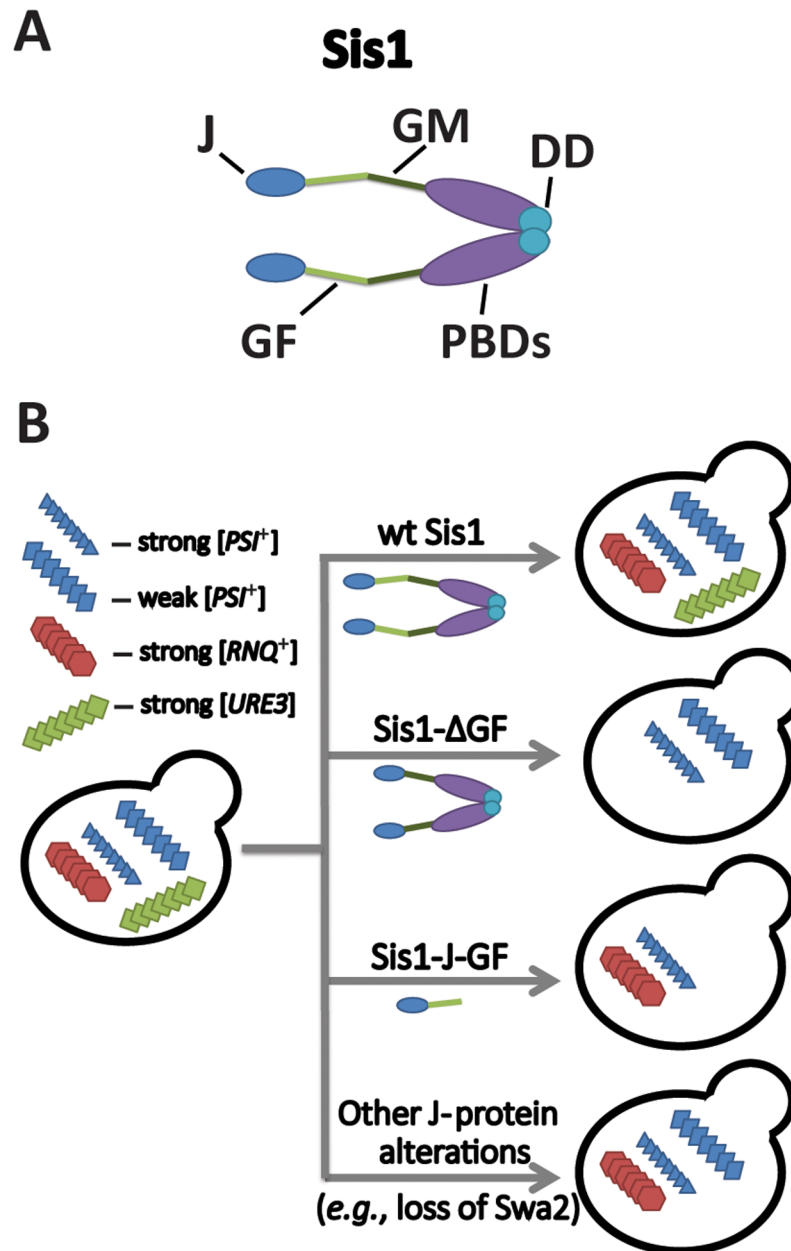 A
Sis1
J
GM
DD
GF
PBDs
B
– strong [PSI⁺]
– weak [PSI⁺]
– strong [RNQ⁺]
– strong [URE3]
wt Sis1
Sis1-ΔGF
Sis1-J-GF
Other J-protein
alterations
(e.g., loss of Swa2)